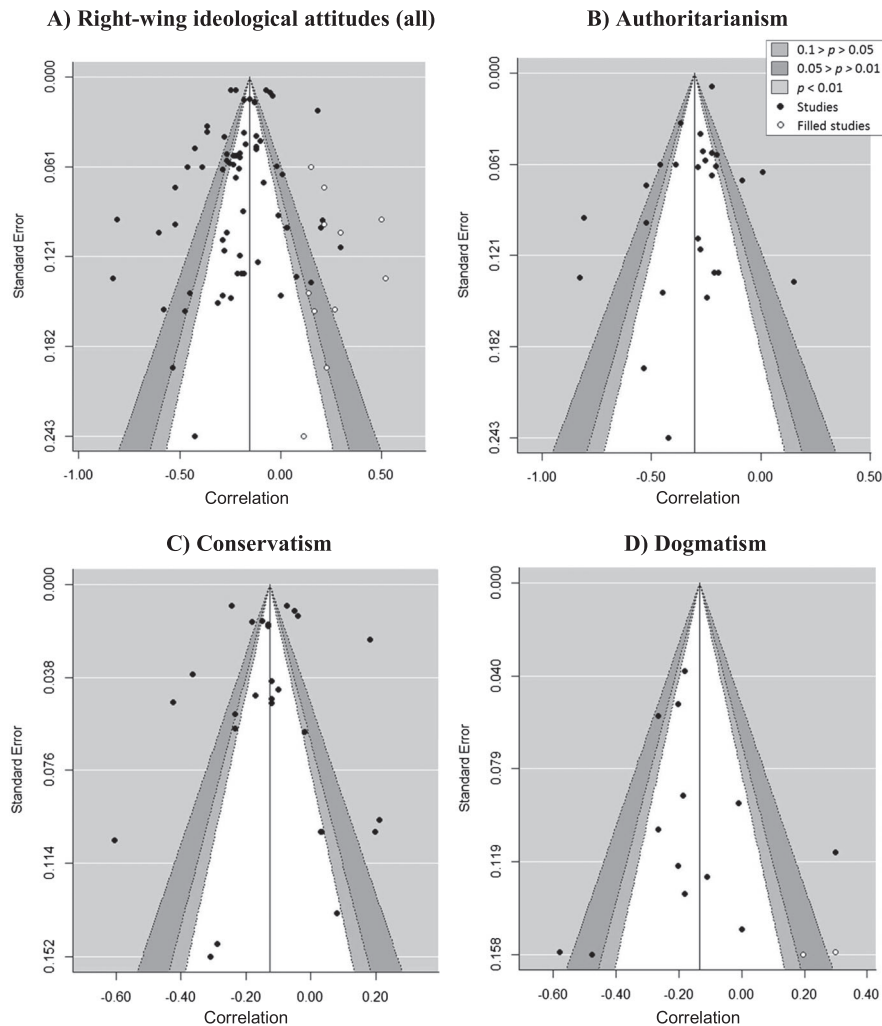 A) Right-wing ideological attitudes (all)
0.000
0.061
0.121
0.182
0.243
Standard Error
-1.00
-0.50
0.00
0.50
Correlation
B) Authoritarianism
0.1 > p > 0.05
0.05 > p > 0.01
p < 0.01
Studies
Filled studies
0.000
0.061
0.121
0.182
0.243
Standard Error
-1.00
-0.50
0.00
0.50
Correlation
C) Conservatism
0.000
0.038
0.076
0.114
0.152
Standard Error
-0.60
-0.40
-0.20
0.00
0.20
Correlation
D) Dogmatism
0.000
0.040
0.079
0.119
0.158
Standard Error
-0.60
-0.40
-0.20
0.00
0.20
0.40
Correlation